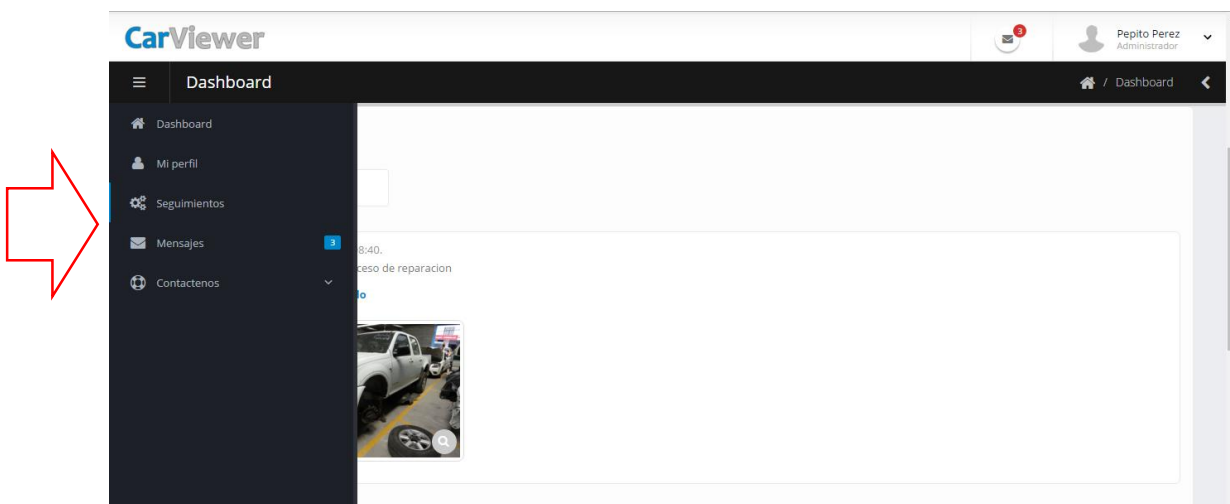 CarViewer
3
Pepito Perez
Administrador
Dashboard
/ Dashboard
Dashboard
Mi perfil
Seguimientos
Mensajes 3
Contactenos
8:40.
ceso de reparacion
lo